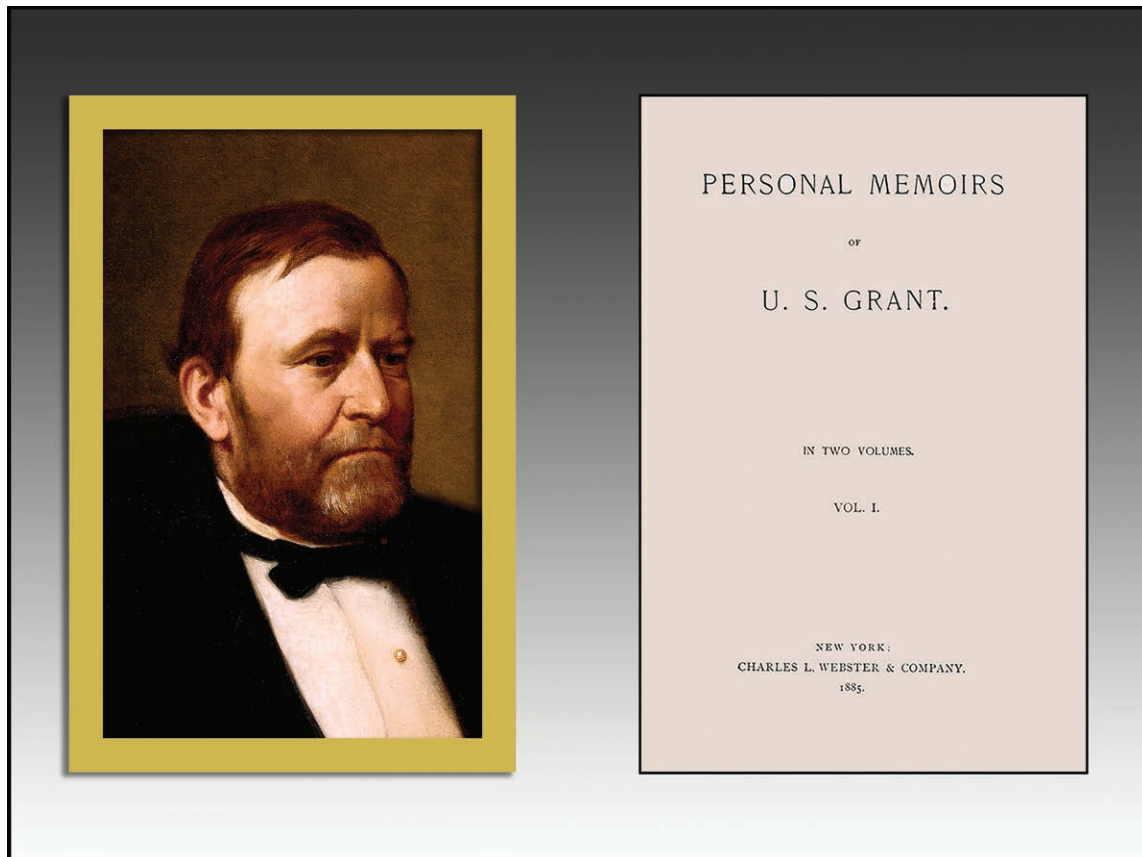 PERSONAL MEMOIRS
OF
U. S. GRANT.
IN TWO VOLUMES.
VOL. I.
NEW YORK:
CHARLES L. WEBSTER & COMPANY.
1885.